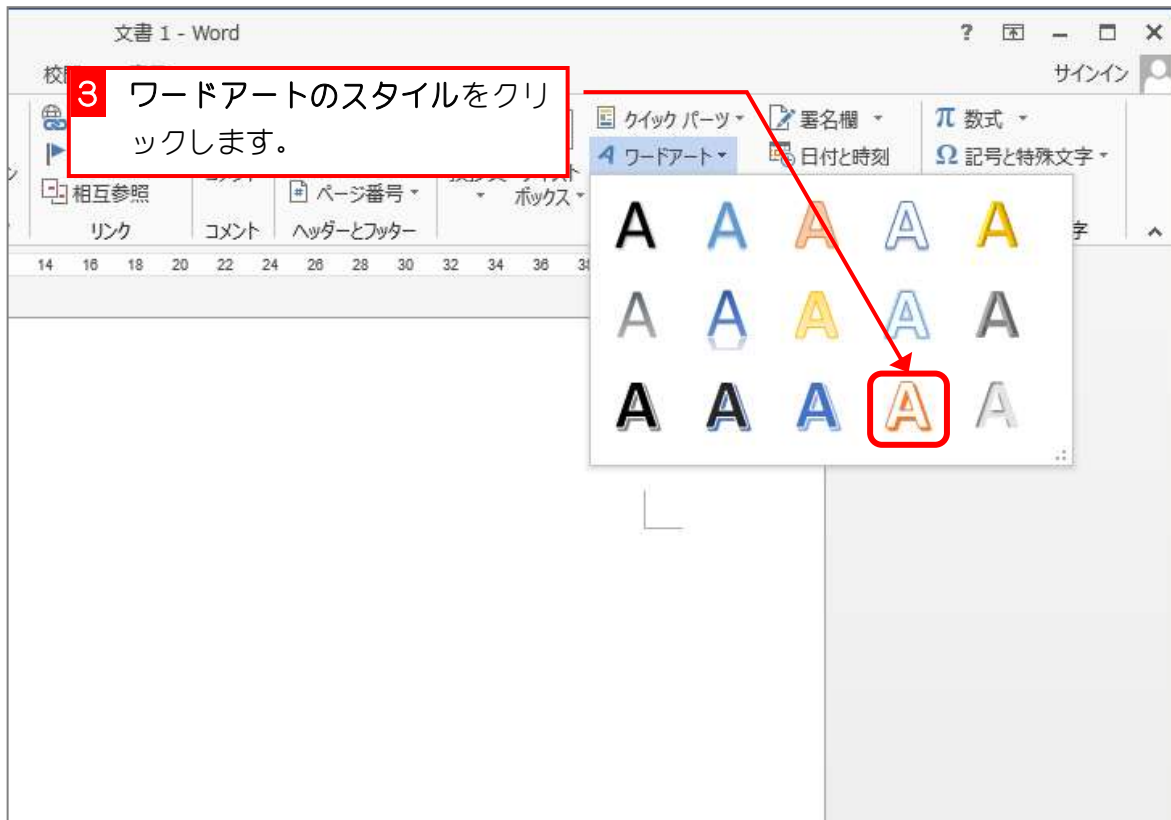 文書 1 - Word
?
サインイン
3 ワードアートのスタイルをクリ
ックします。
クイック パーツ
署名欄
π 数式
ワードアート
日付と時刻
Ω 記号と特殊文字
相互参照
ページ番号
ボックス
リンク
コメント
ヘッダーとフッター
字
14 16 18 20 22 24 26 28 30 32 34 36
A A A A A
A A A A A
A A A A A